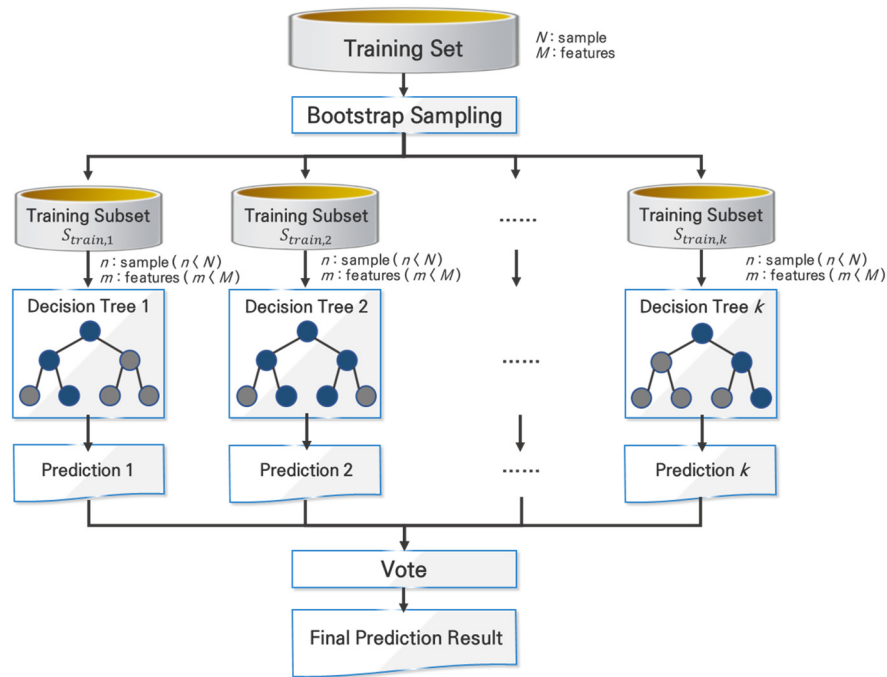 Training Set
N : sample
M : features
Bootstrap Sampling
Training Subset
S_train,1
Training Subset
S_train,2
......
Training Subset
S_train,k
n : sample ( n < N )
m : features ( m < M )
n : sample ( n < N )
m : features ( m < M )
n : sample ( n < N )
m : features ( m < M )
Decision Tree 1
Decision Tree 2
......
Decision Tree k
Prediction 1
Prediction 2
......
Prediction k
Vote
Final Prediction Result